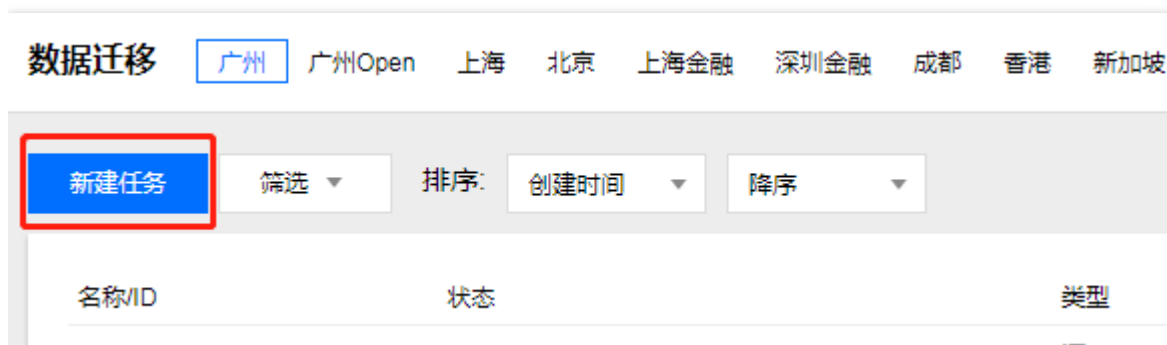 数据迁移 广州 广州Open 上海 北京 上海金融 深圳金融 成都 香港 新加坡
新建任务 筛选 排序: 创建时间 降序
名称/ID 状态 类型